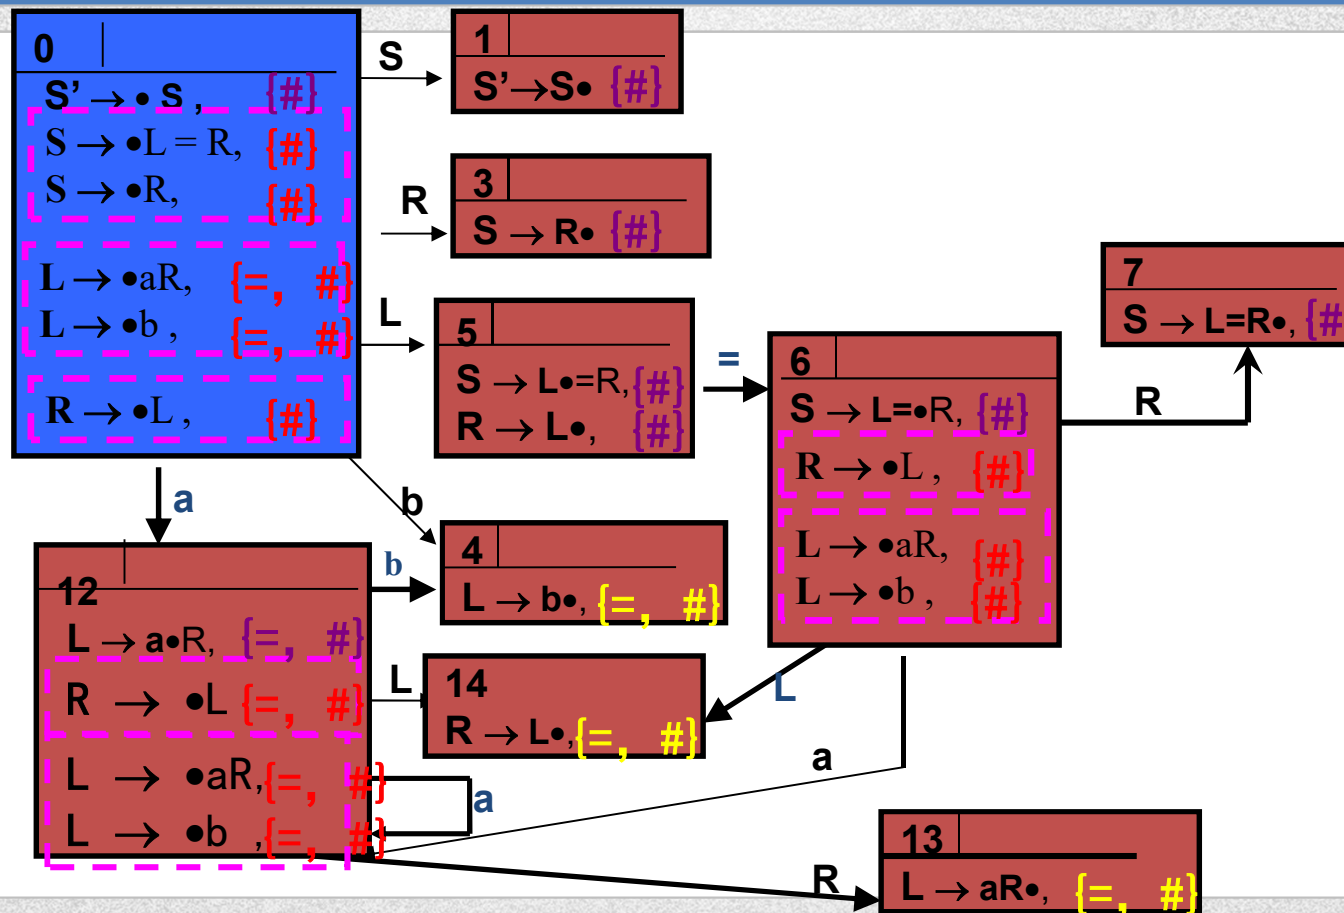 0
S’ → • S , {#}
S → •L = R, {#}
S → •R, {#}
L → •aR, {=, #}
L → •b , {=, #}
R → •L , {#}
S
1
S’→S• {#}
R
3
S → R• {#}
L
5
S → L•=R,{#}
R → L•, {#}
=
6
S → L=•R, {#}
R → •L , {#}
L → •aR, {#}
L → •b , {#}
R
7
S → L=R•, {#
a
b
12
L → a•R, {=, #}
R → •L {=, #}
L → •aR,{=, #}
L → •b ,{=, #}
b
4
L → b•, {=, #}
L
14
R → L•,{=, #}
L
a
a
R
13
L → aR•, {=, #}